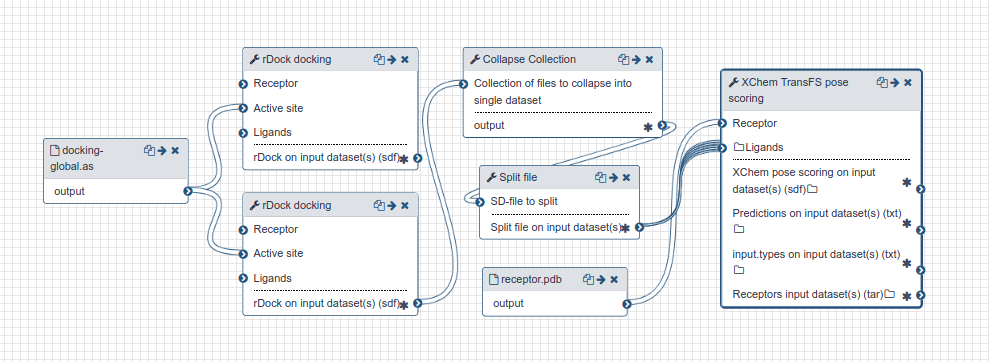 docking-
global.as
output
rDock docking
Receptor
Active site
Ligands
rDock on input dataset(s) (sdf)
rDock docking
Receptor
Active site
Ligands
rDock on input dataset(s) (sdf)
Collapse Collection
Collection of files to collapse into
single dataset
output
Split file
SD-file to split
Split file on input dataset(s)
receptor.pdb
output
XChem TransFS pose
scoring
Receptor
Ligands
XChem pose scoring on input
dataset(s) (sdf)
Predictions on input dataset(s) (txt)
input.types on input dataset(s) (txt)
Receptors input dataset(s) (tar)